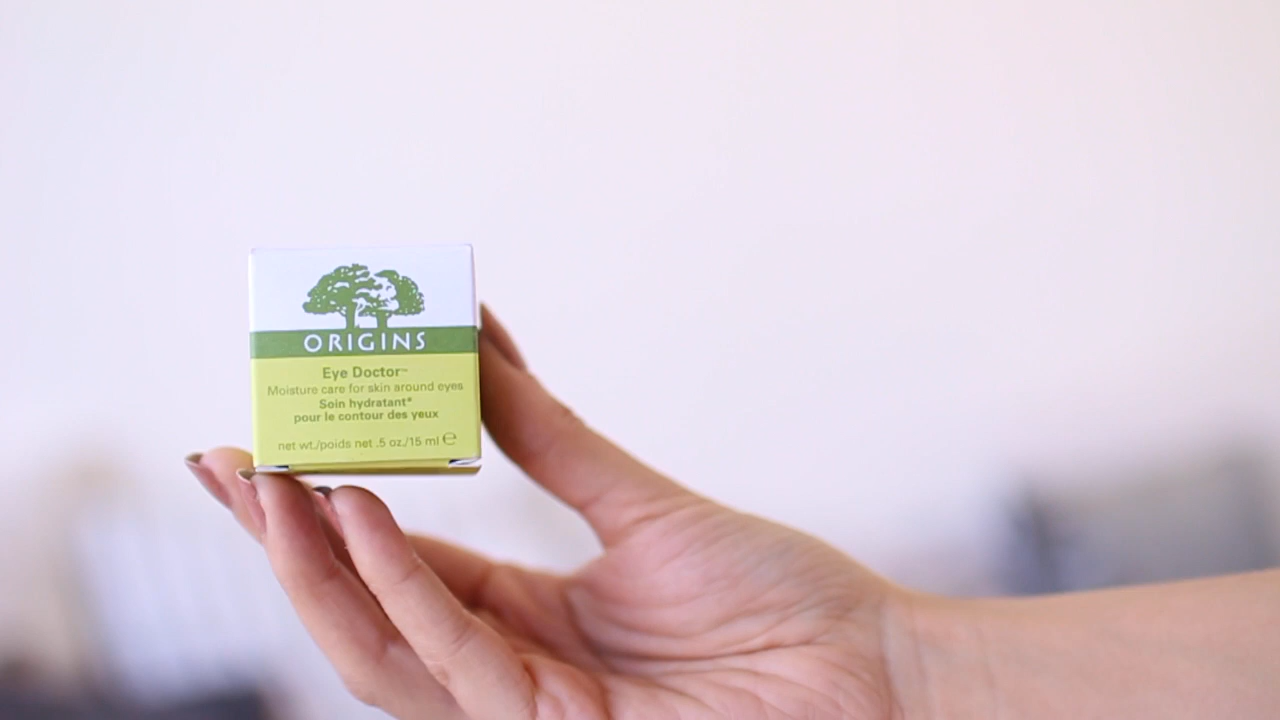 ORIGINS
Eye Doctor™
Moisture care for skin around eyes
Soin hydratant*
pour le contour des yeux
net wt./poids net .5 oz./15 ml ℮